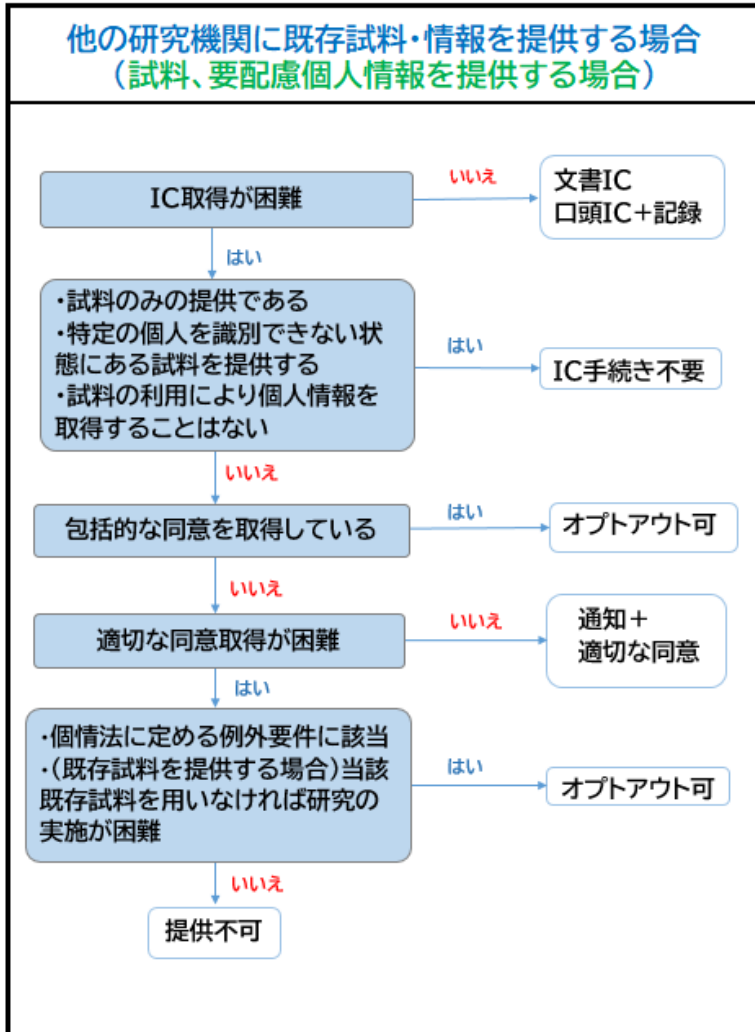 他の研究機関に既存試料・情報を提供する場合
（試料、要配慮個人情報を提供する場合）
IC取得が困難
いいえ
文書IC
口頭IC＋記録
はい
・試料のみの提供である
・特定の個人を識別できない状
態にある試料を提供する
・試料の利用により個人情報を
取得することはない
はい
IC手続き不要
いいえ
包括的な同意を取得している
はい
オプトアウト可
いいえ
適切な同意取得が困難
いいえ
通知＋
適切な同意
はい
・個情法に定める例外要件に該当
・（既存試料を提供する場合）当該
既存試料を用いなければ研究の
実施が困難
はい
オプトアウト可
いいえ
提供不可